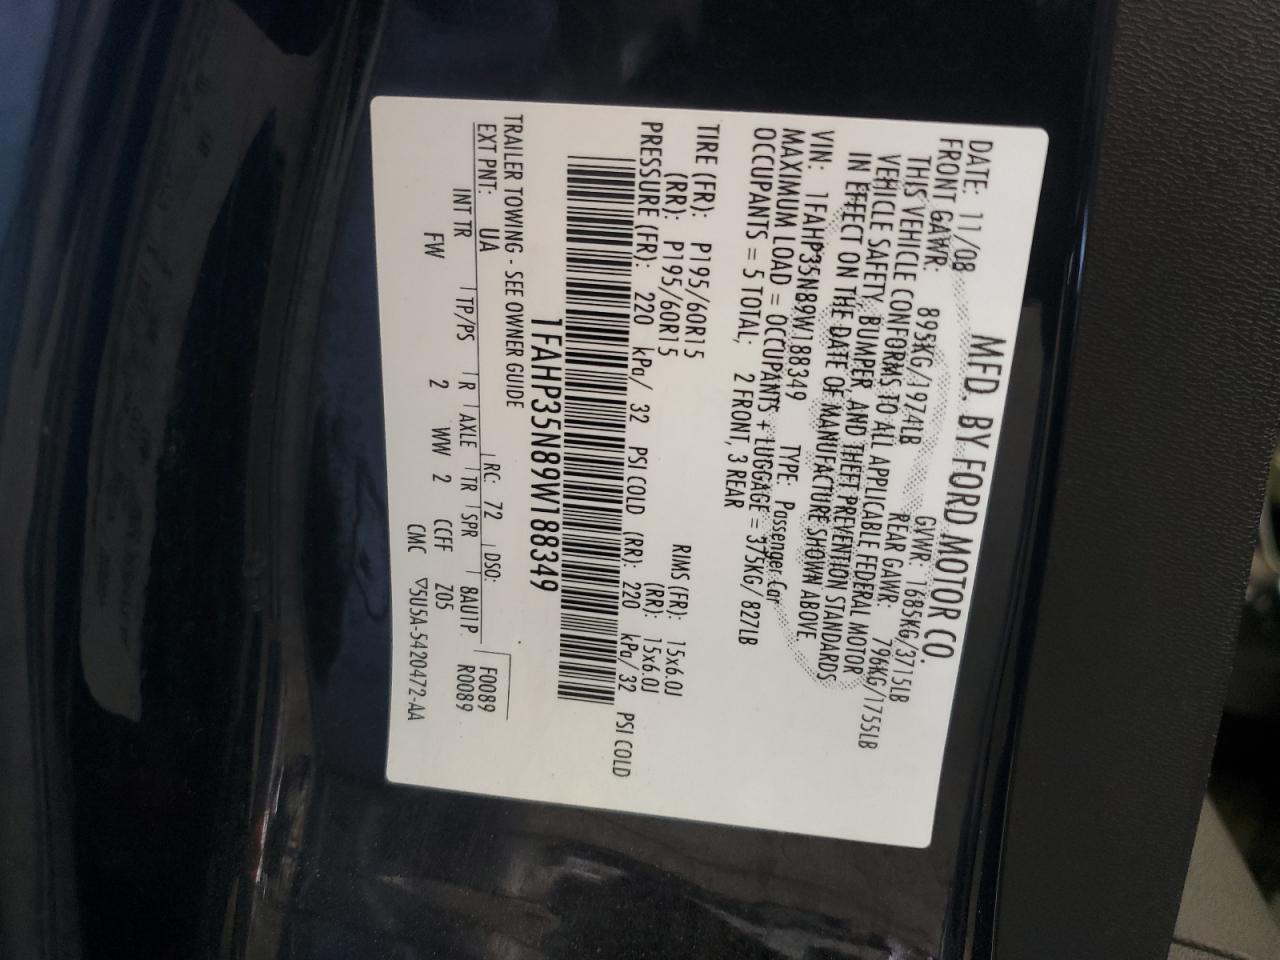 MFD. BY FORD MOTOR CO.
DATE: 11/08 GVWR: 1685KG/3715LB
FRONT GAWR: 895KG/1974LB REAR GAWR: 796KG/1755LB
THIS VEHICLE CONFORMS TO ALL APPLICABLE FEDERAL MOTOR
VEHICLE SAFETY, BUMPER, AND THEFT PREVENTION STANDARDS
IN EFFECT ON THE DATE OF MANUFACTURE SHOWN ABOVE
VIN: 1FAHP35N89W188349 TYPE: Passenger Car
MAXIMUM LOAD = OCCUPANTS + LUGGAGE = 375KG/ 827LB
OCCUPANTS = 5 TOTAL; 2 FRONT, 3 REAR
TIRE (FR): P195/60R15 RIMS (FR): 15x6.0J
(RR): P195/60R15 (RR): 15x6.0J
PRESSURE (FR): 220 kPa/ 32 PSI COLD (RR): 220 kPa/ 32 PSI COLD
1FAHP35N89W188349
TRAILER TOWING - SEE OWNER GUIDE
EXT PNT: UA RC: 72 DSO: F0089
INT TR TP/PS R AXLE TR SPR 8AU1P R0089
FW 2 WW 2 CCFF Z05
CMC ▽5U5A-5420472-AA